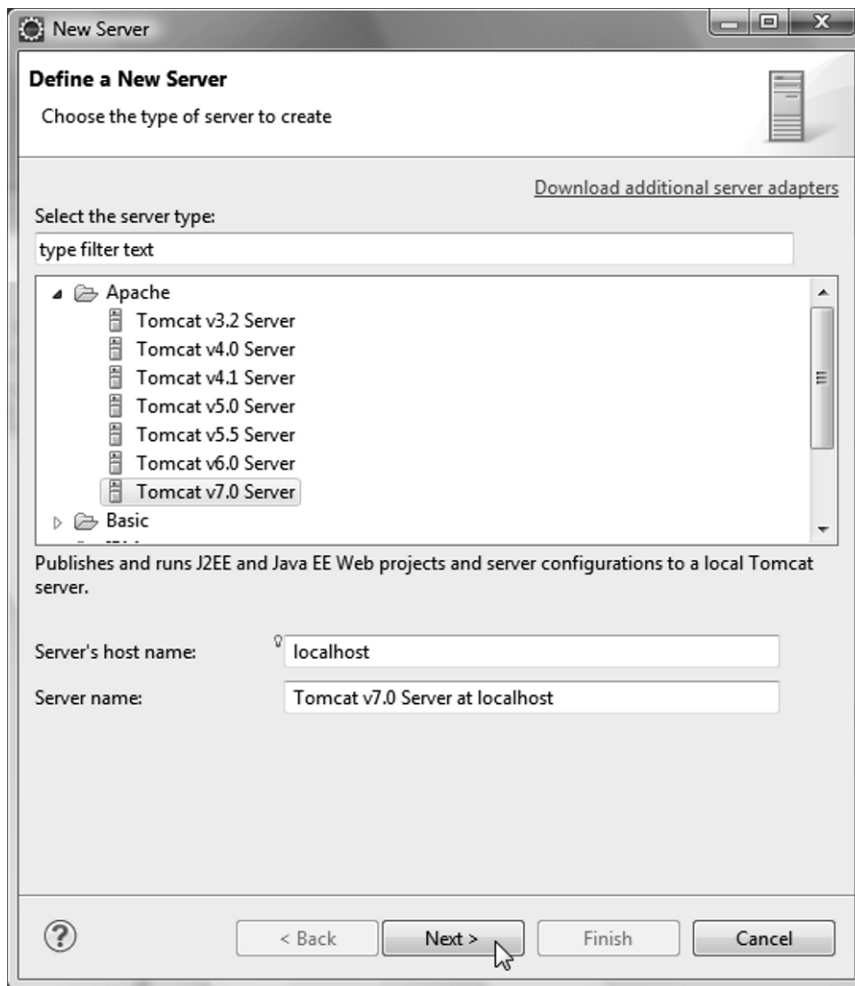 New Server
Define a New Server
Choose the type of server to create
Download additional server adapters
Select the server type:
type filter text
Apache
Tomcat v3.2 Server
Tomcat v4.0 Server
Tomcat v4.1 Server
Tomcat v5.0 Server
Tomcat v5.5 Server
Tomcat v6.0 Server
Tomcat v7.0 Server
Basic
Publishes and runs J2EE and Java EE Web projects and server configurations to a local Tomcat
server.
Server's host name: localhost
Server name: Tomcat v7.0 Server at localhost
? < Back Next > Finish Cancel